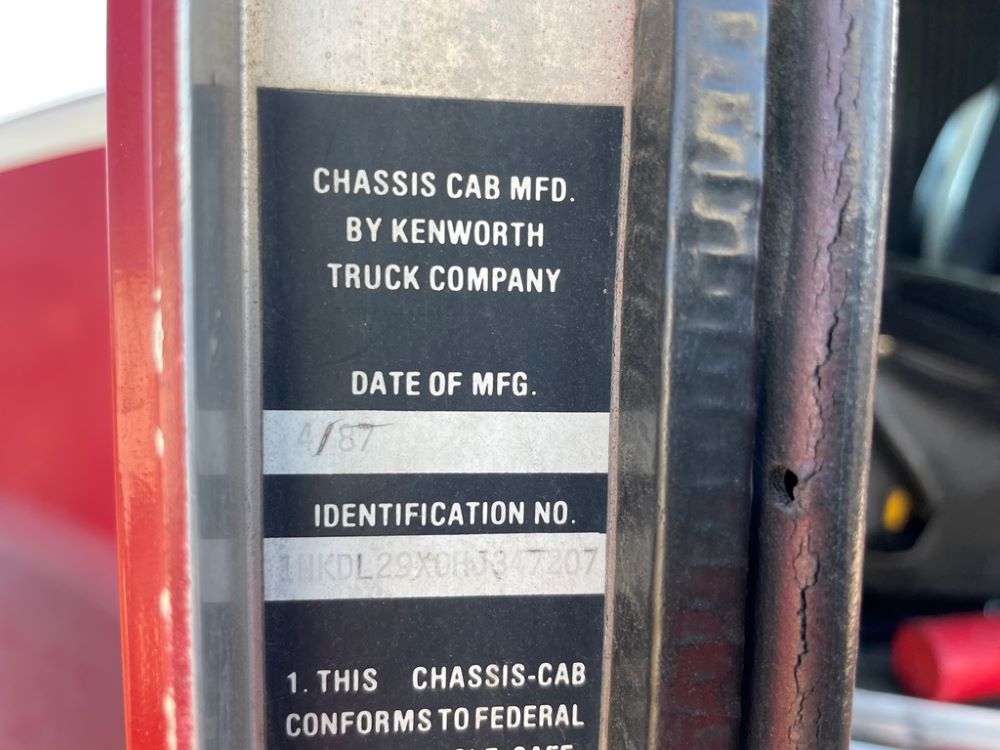 CHASSIS CAB MFD.
BY KENWORTH
TRUCK COMPANY
DATE OF MFG.
4/87
IDENTIFICATION NO.
1NKDL29X0HJ347207
1. THIS CHASSIS-CAB
CONFORMS TO FEDERAL